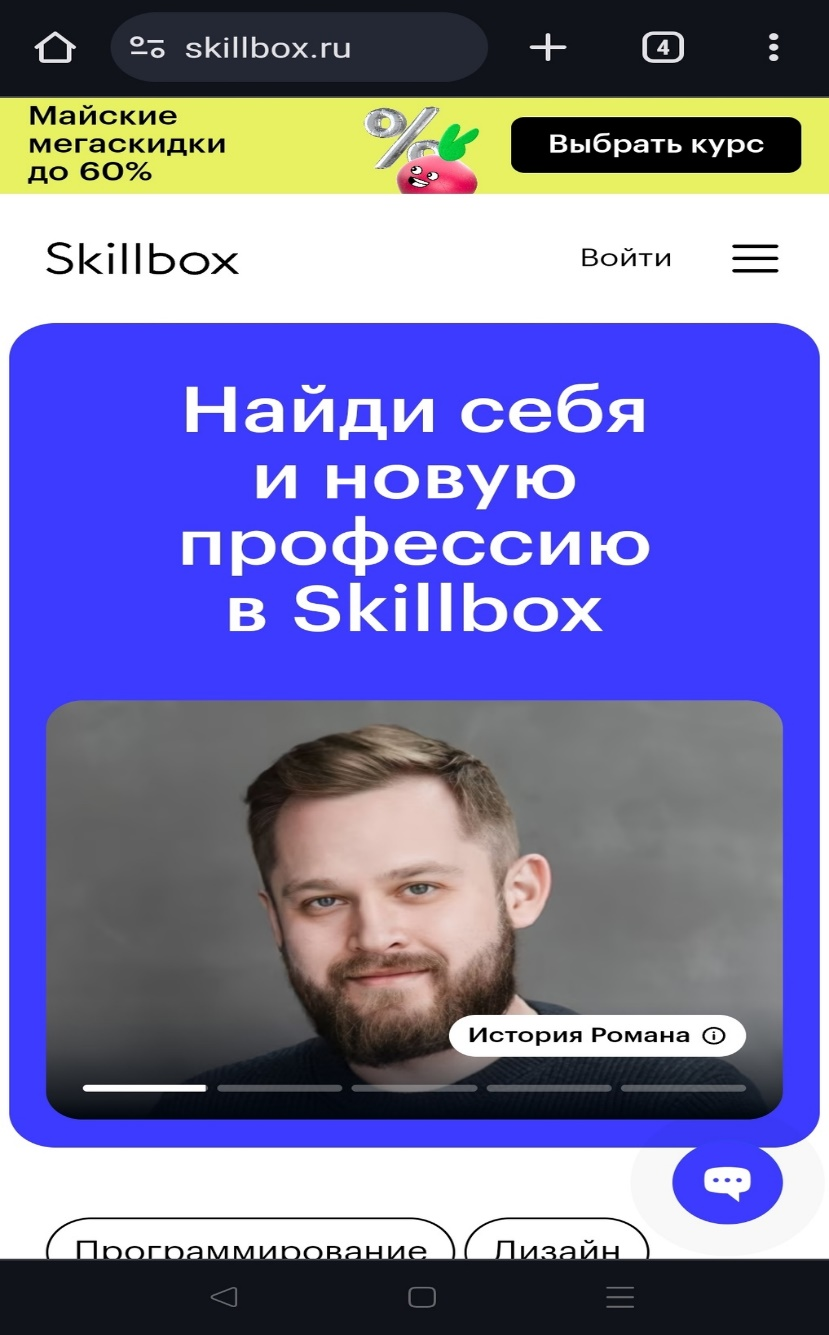 skillbox.ru
4
Майские
мегаскидки
до 60%
%
Выбрать курс
Skillbox
Войти
Найди себя
и новую
профессию
в Skillbox
История Романа
Программирование
Дизайн